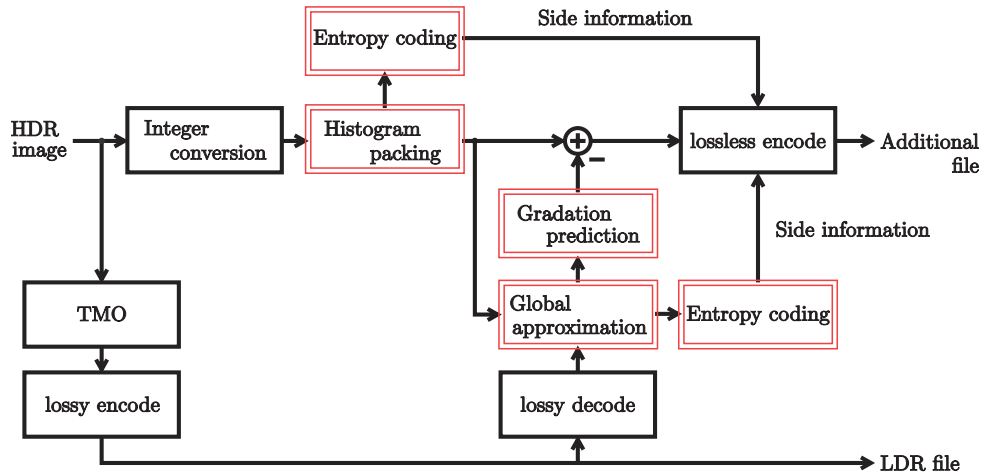 Side information
Entropy coding
HDR
image
Integer
conversion
Histogram
packing
lossless encode
Additional
file
Gradation
prediction
Side information
TMO
Global
approximation
Entropy coding
lossy encode
lossy decode
LDR file